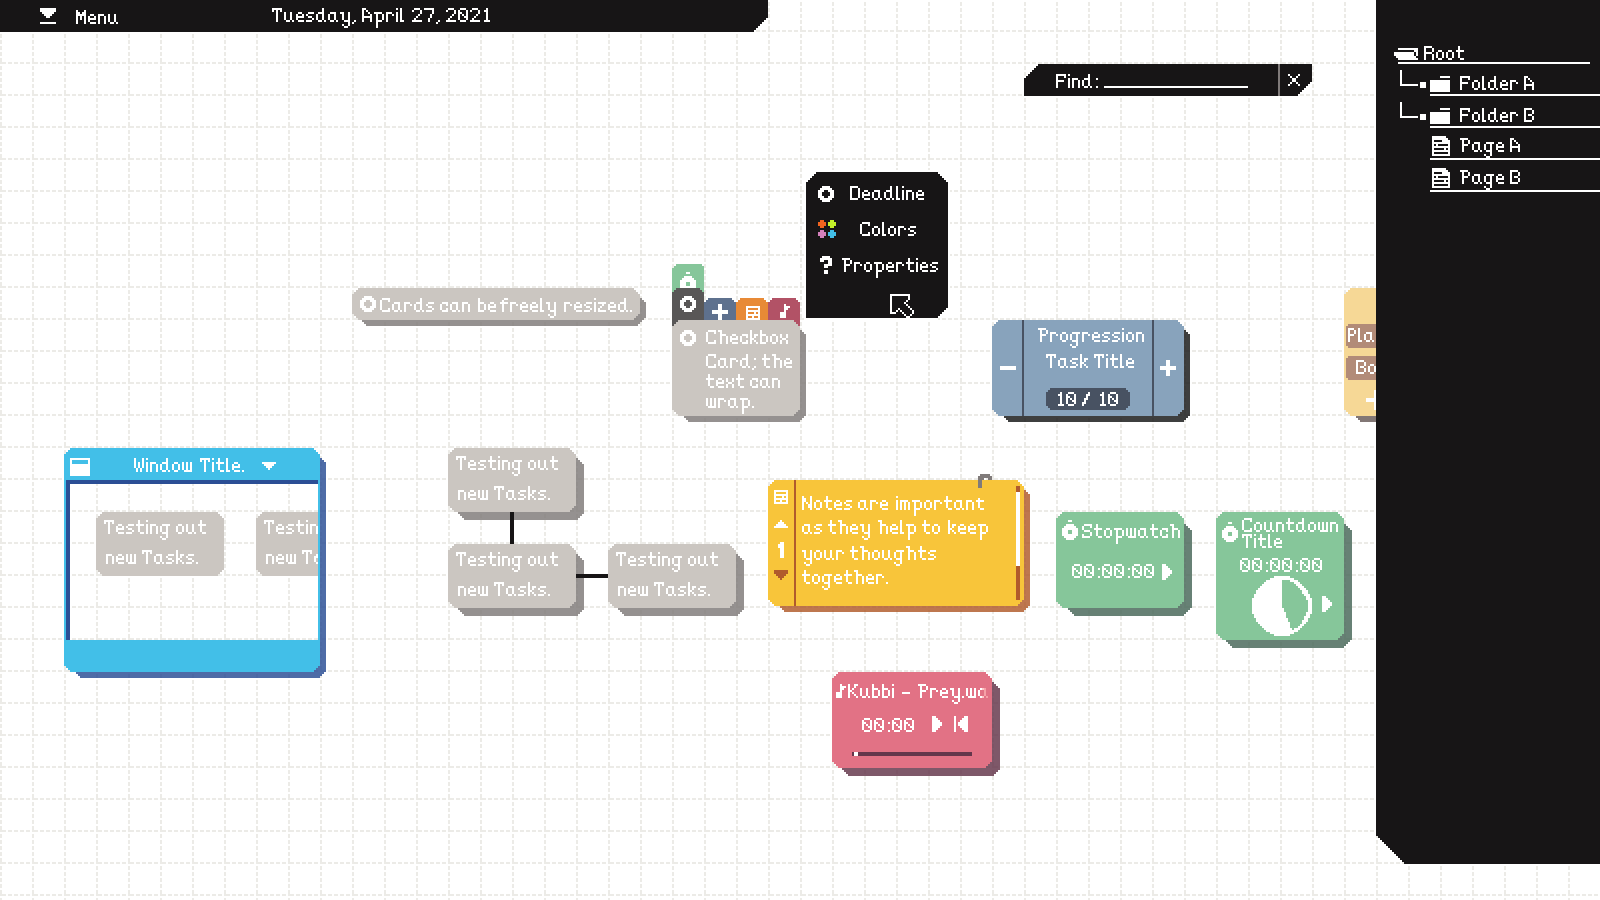 Menu
Tuesday, April 27, 2021
Root
Find:
Folder A
Folder B
Page A
Page B
Deadline
Colors
? Properties
Cards can be freely resized.
Checkbox
Card; the
text can
wrap.
Progression
Task Title
10 / 10
Pla
Bo
Window Title.
Testing out
new Tasks.
Testin
new Ta
Testing out
new Tasks.
Testing out
new Tasks.
Testing out
new Tasks.
1
Notes are important
as they help to keep
your thoughts
together.
Stopwatch
00:00:00
Countdown
Title
00:00:00
Kubbi - Prey.wa
00:00